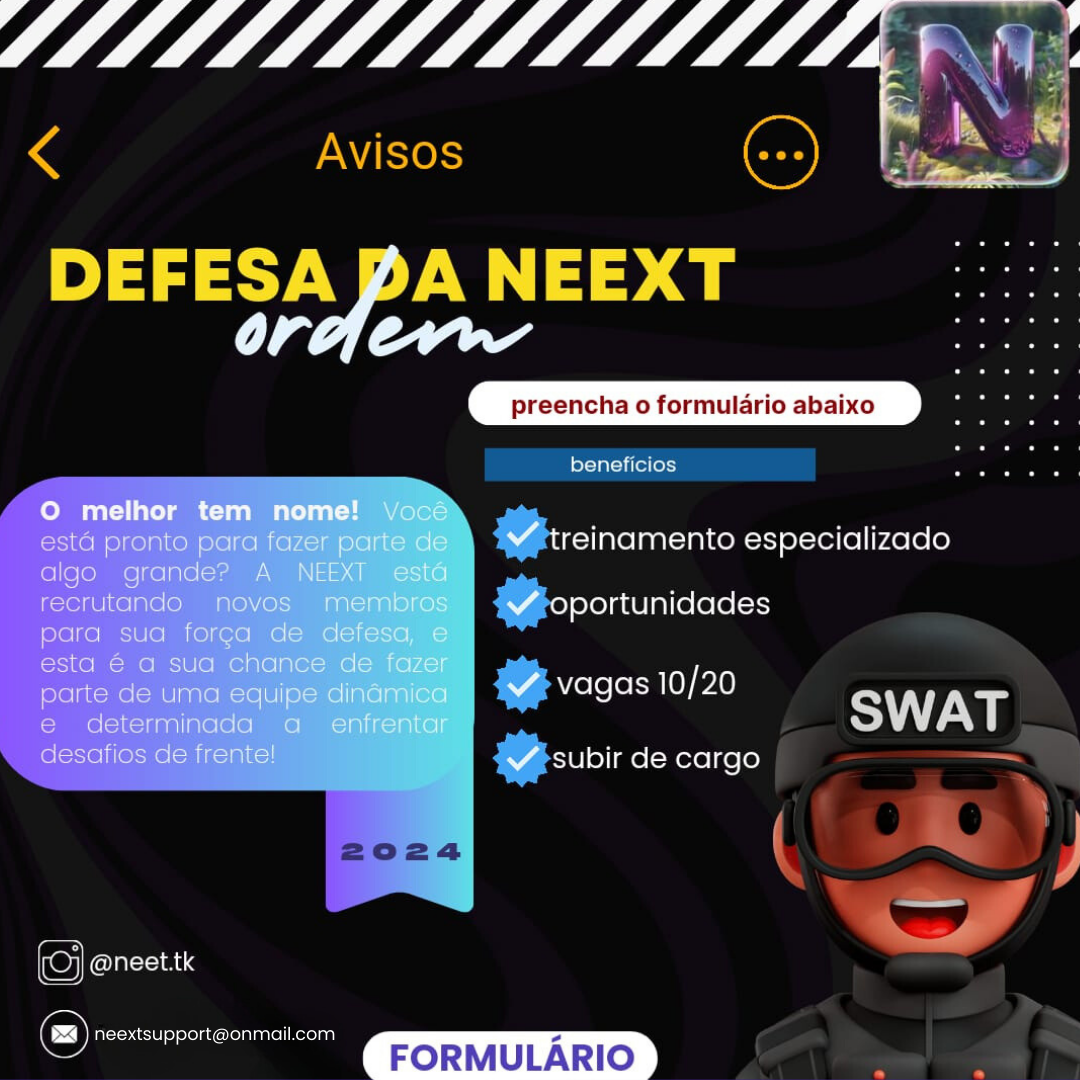 N
Avisos
DEFESA DA NEEXT
ordem
preencha o formulário abaixo
benefícios
O melhor tem nome! Você
está pronto para fazer parte de
algo grande? A NEEXT está
recrutando novos membros
para sua força de defesa, e
esta é a sua chance de fazer
parte de uma equipe dinâmica
e determinada a enfrentar
desafios de frente!
2024
treinamento especializado
oportunidades
vagas 10/20
subir de cargo
SWAT
@neet.tk
neextsupport@onmail.com
FORMULÁRIO